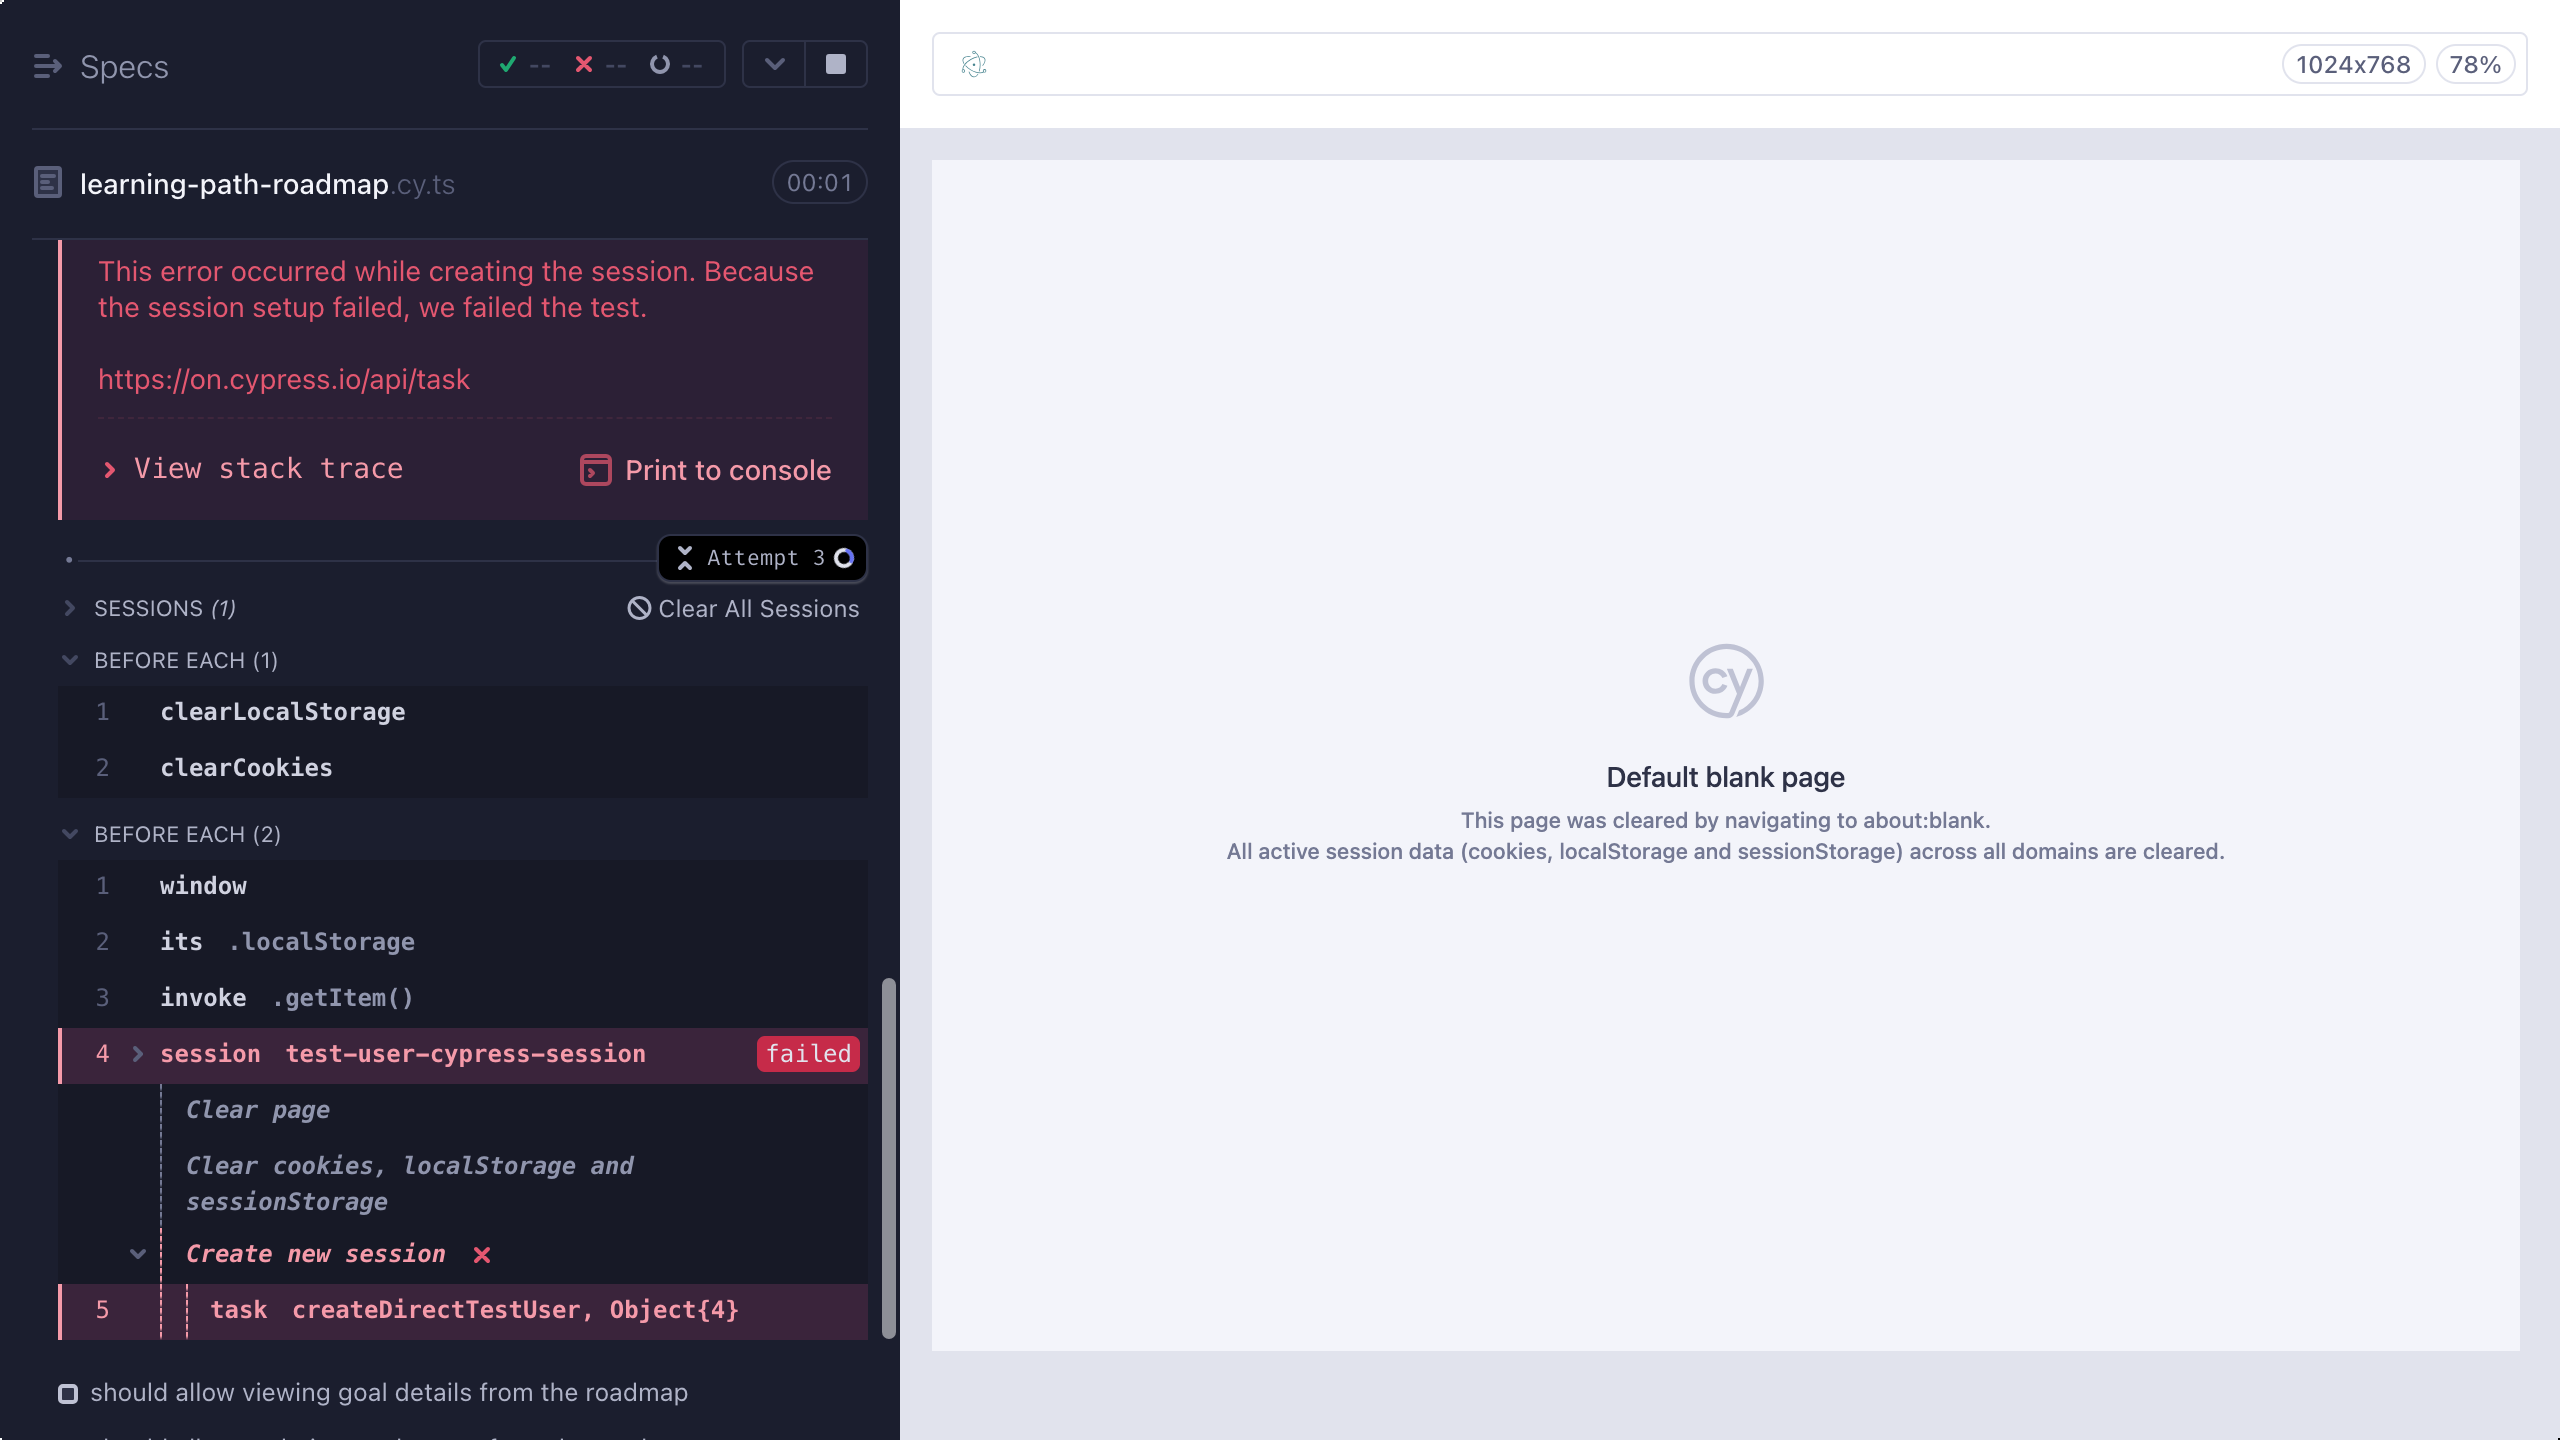 Specs
-- -- --
1024x768 78%
learning-path-roadmap.cy.ts 00:01
This error occurred while creating the session. Because
the session setup failed, we failed the test.
https://on.cypress.io/api/task
View stack trace Print to console
Attempt 3
SESSIONS (1) Clear All Sessions
BEFORE EACH (1)
1 clearLocalStorage
2 clearCookies
BEFORE EACH (2)
1 window
2 its .localStorage
3 invoke .getItem()
4 session test-user-cypress-session failed
Clear page
Clear cookies, localStorage and
sessionStorage
Create new session
5 task createDirectTestUser, Object{4}
should allow viewing goal details from the roadmap
cy
Default blank page
This page was cleared by navigating to about:blank.
All active session data (cookies, localStorage and sessionStorage) across all domains are cleared.